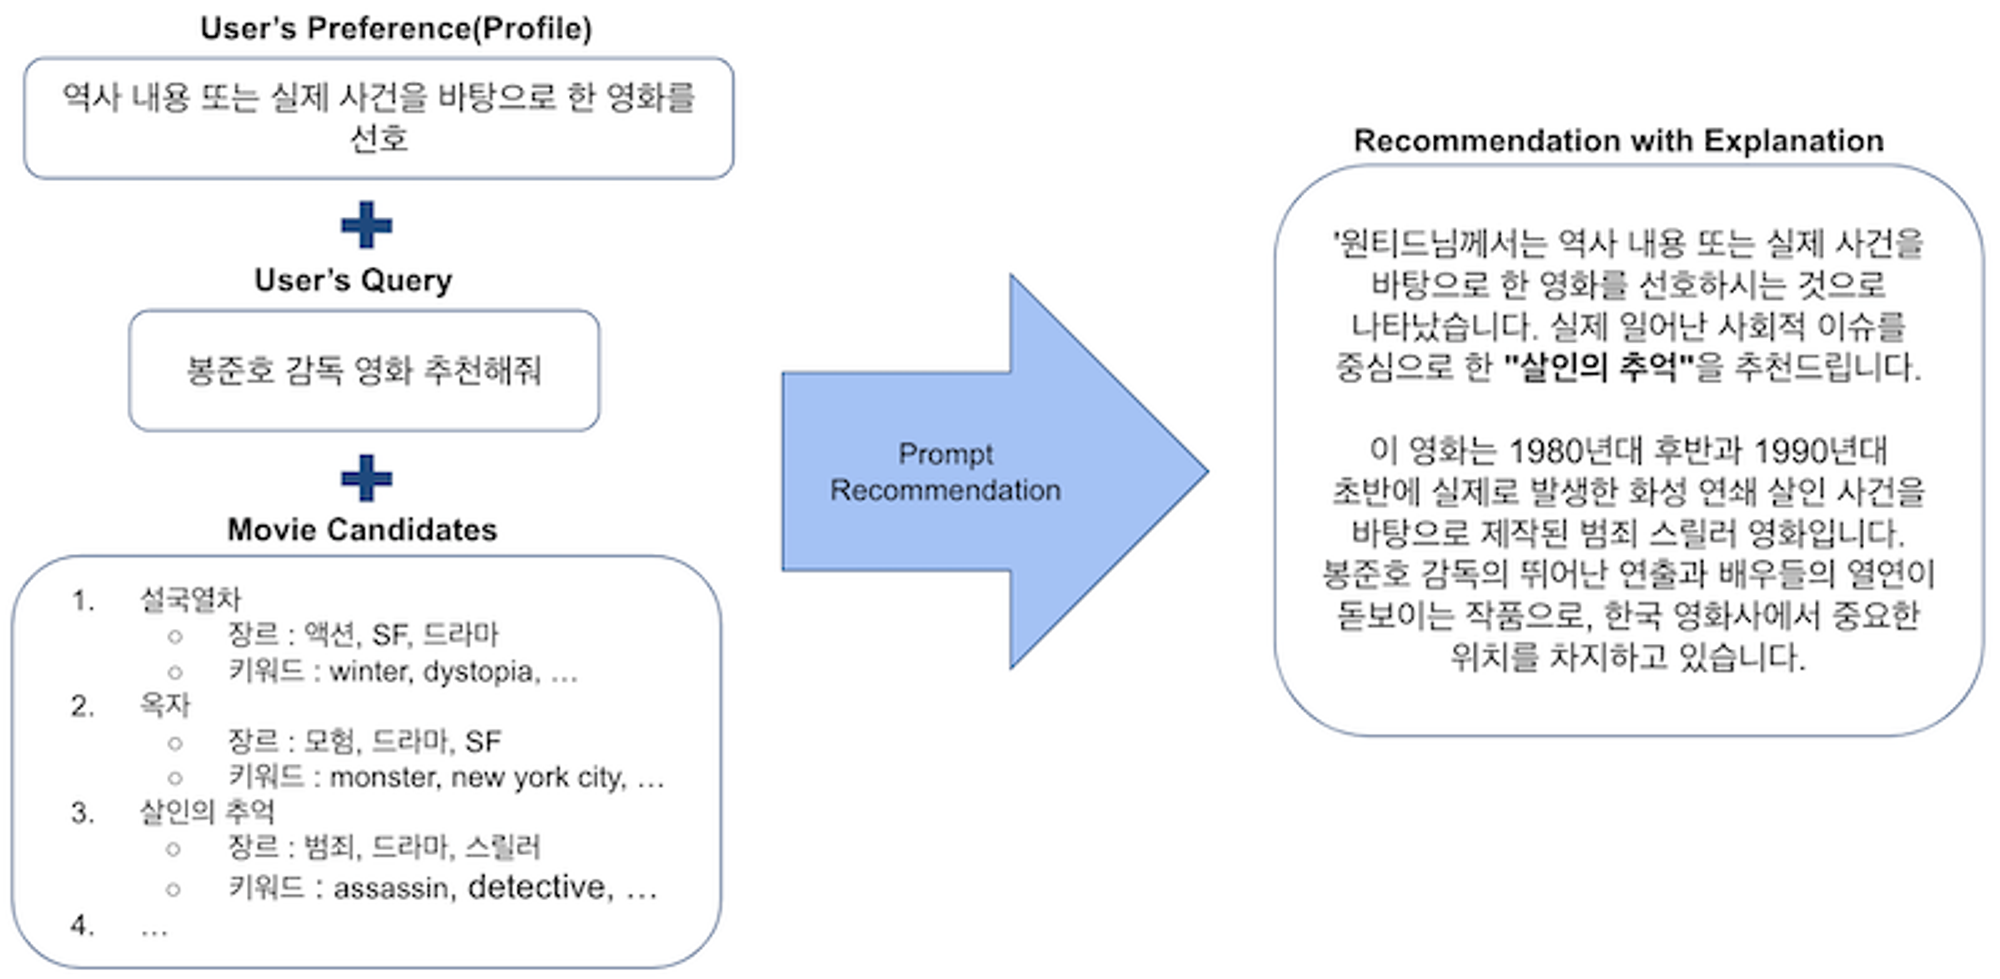 User’s Preference(Profile)
역사 내용 또는 실제 사건을 바탕으로 한 영화를
선호
User’s Query
봉준호 감독 영화 추천해줘
Movie Candidates
1. 설국열차
○ 장르 : 액션, SF, 드라마
○ 키워드 : winter, dystopia, …
2. 옥자
○ 장르 : 모험, 드라마, SF
○ 키워드 : monster, new york city, …
3. 살인의 추억
○ 장르 : 범죄, 드라마, 스릴러
○ 키워드 : assassin, detective, …
4. …
Prompt
Recommendation
Recommendation with Explanation
'원티드님께서는 역사 내용 또는 실제 사건을
바탕으로 한 영화를 선호하시는 것으로
나타났습니다. 실제 일어난 사회적 이슈를
중심으로 한 "살인의 추억"을 추천드립니다.
이 영화는 1980년대 후반과 1990년대
초반에 실제로 발생한 화성 연쇄 살인 사건을
바탕으로 제작된 범죄 스릴러 영화입니다.
봉준호 감독의 뛰어난 연출과 배우들의 열연이
돋보이는 작품으로, 한국 영화사에서 중요한
위치를 차지하고 있습니다.